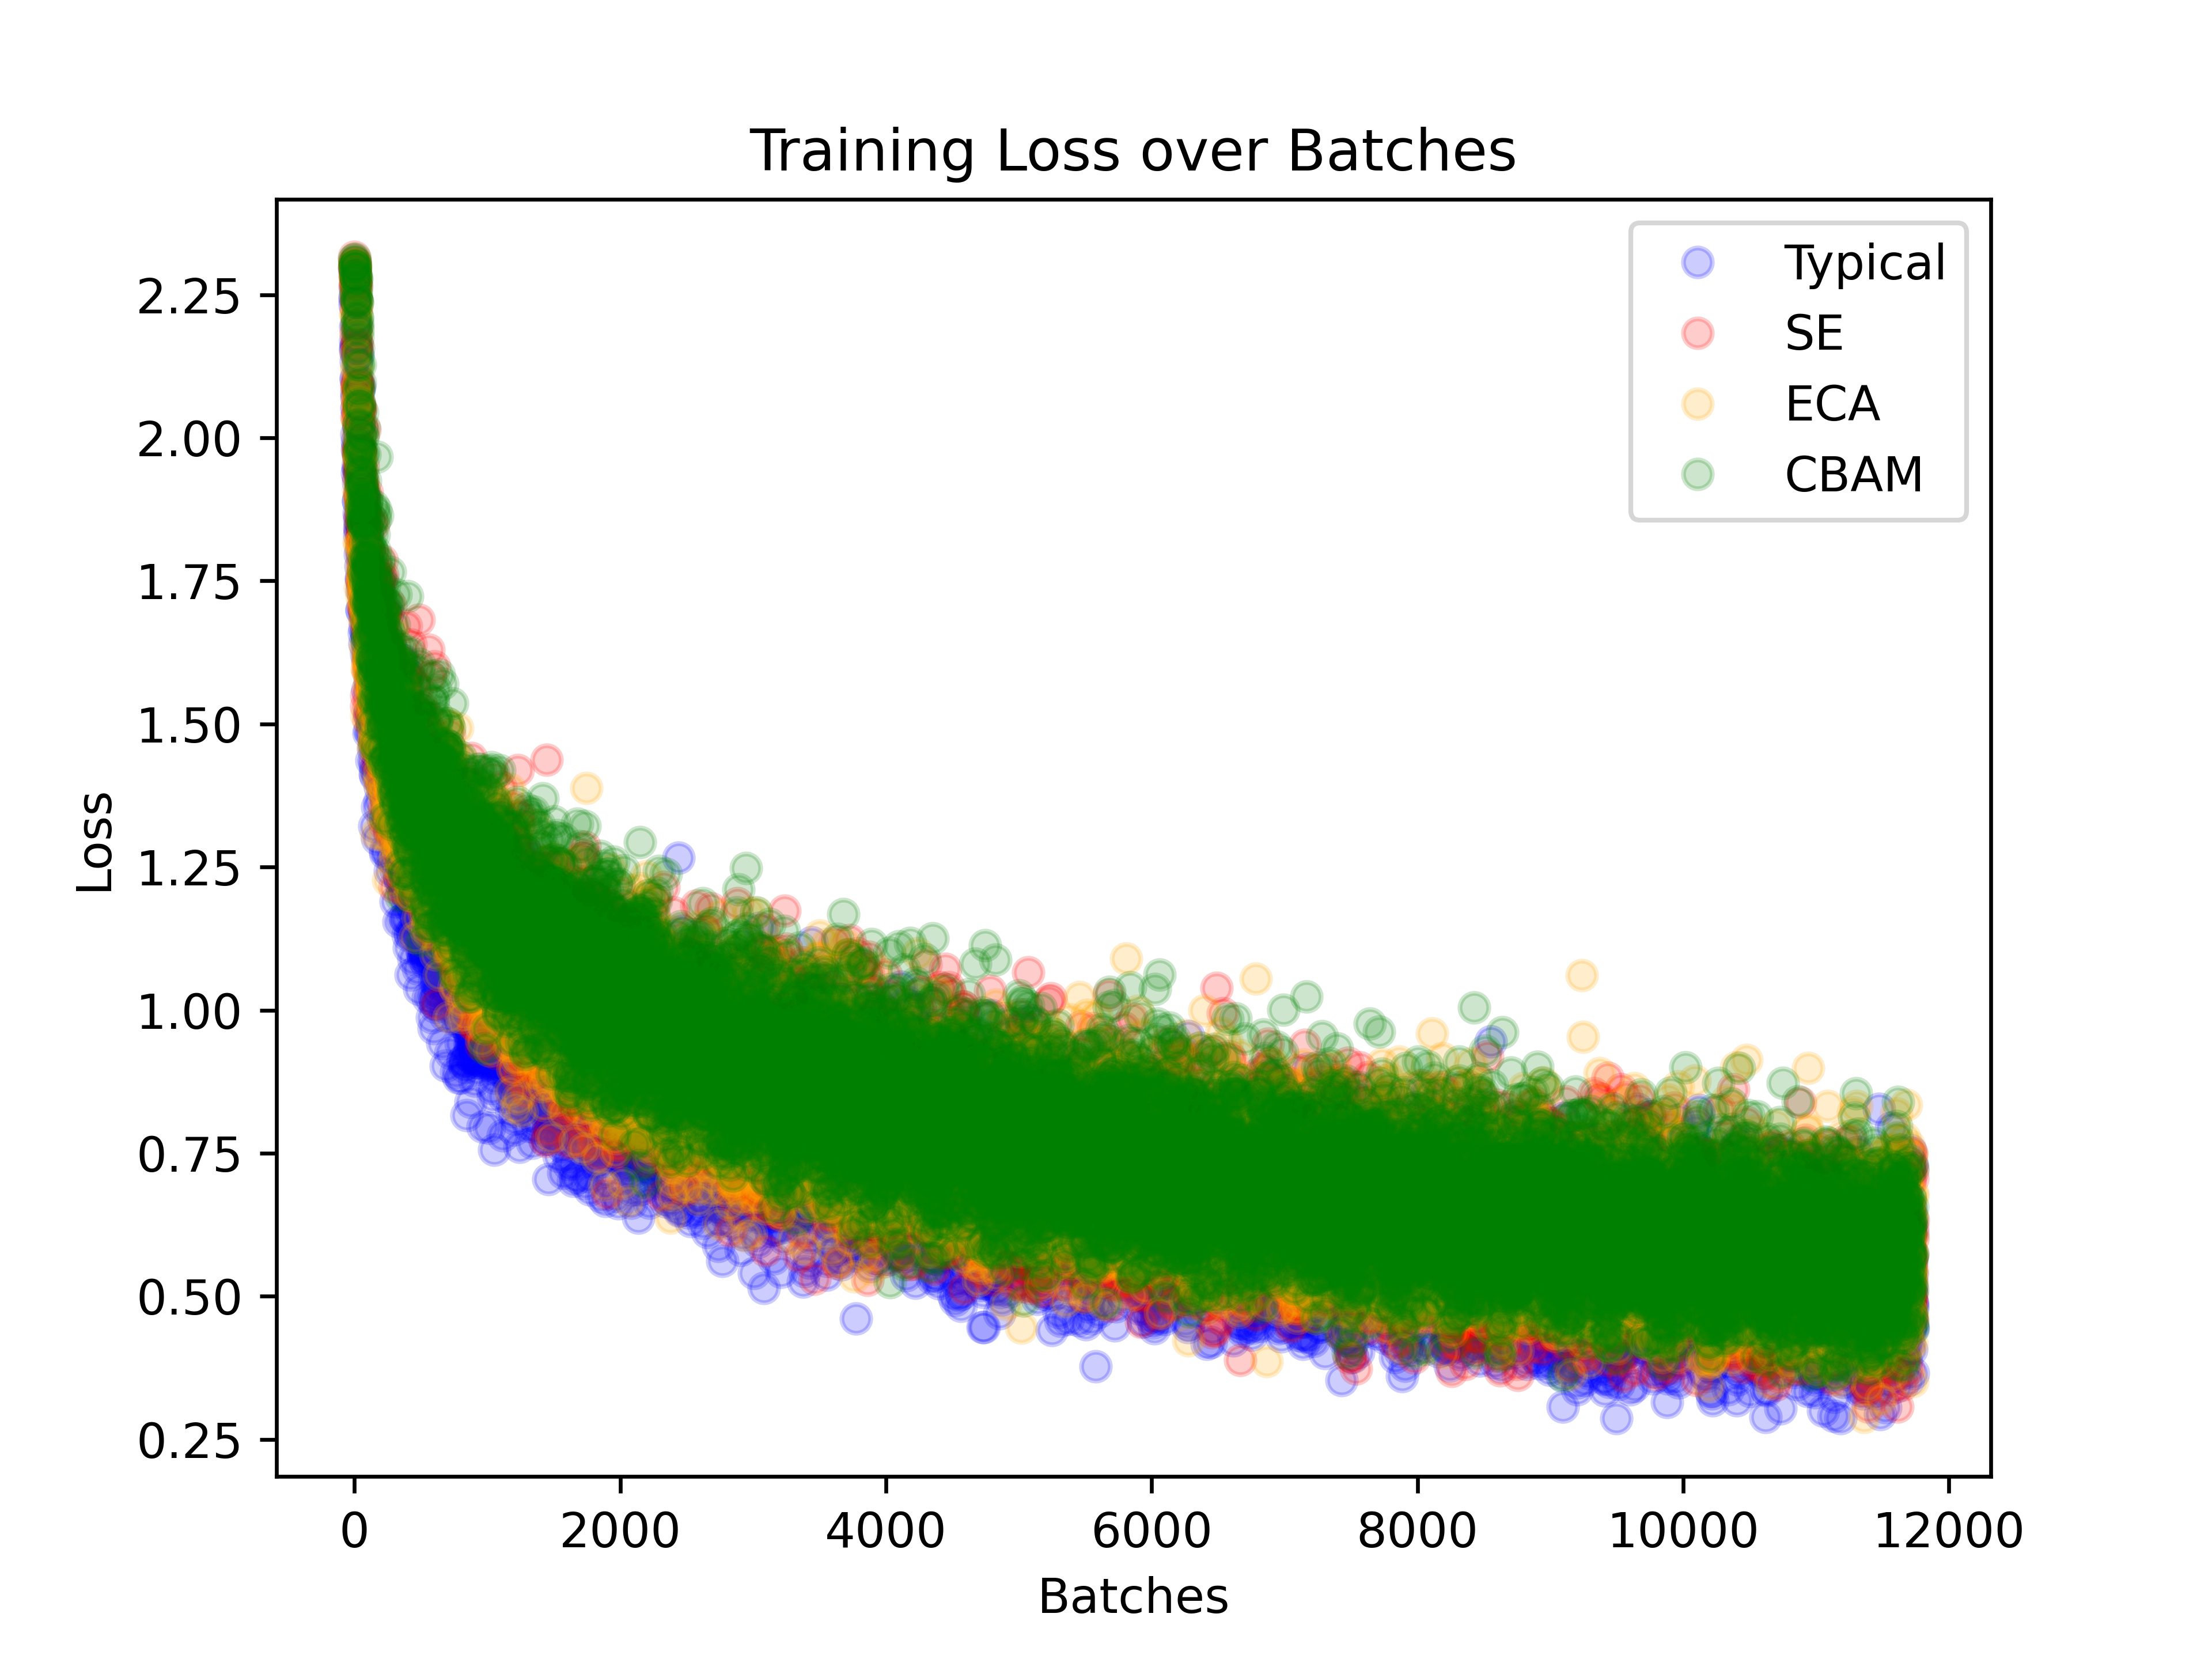 Training Loss over Batches
Typical
SE
ECA
CBAM
Loss
2.25
2.00
1.75
1.50
1.25
1.00
0.75
0.50
0.25
0 2000 4000 6000 8000 10000 12000
Batches